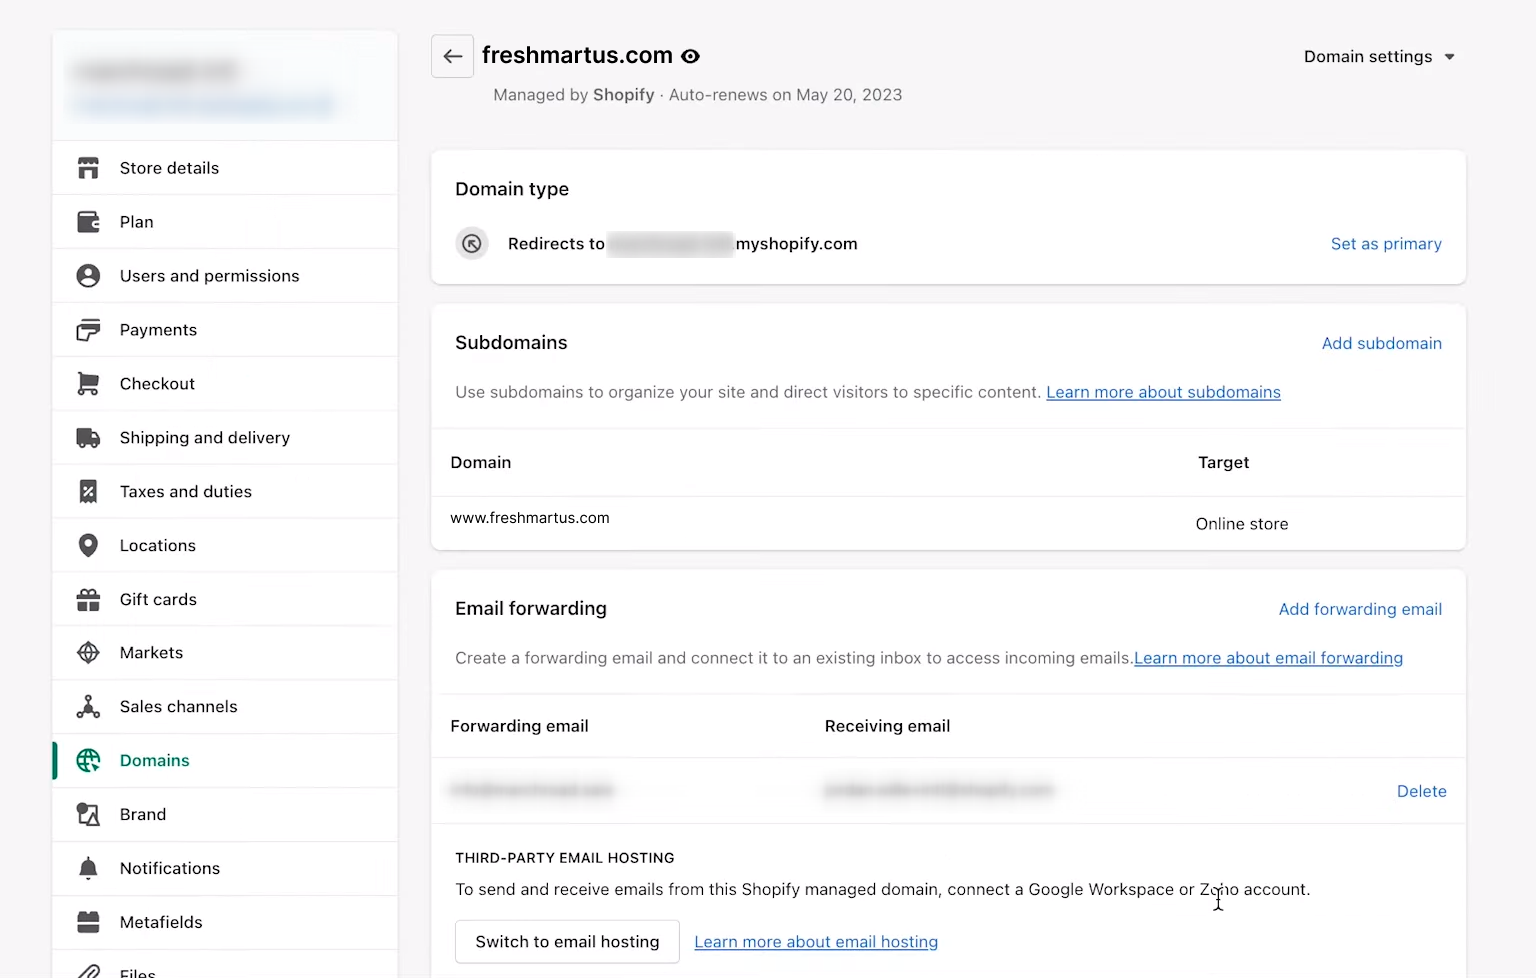 freshmartus.com
Domain settings
Managed by Shopify · Auto-renews on May 20, 2023
Store details
Plan
Users and permissions
Payments
Checkout
Shipping and delivery
Taxes and duties
Locations
Gift cards
Markets
Sales channels
Domains
Brand
Notifications
Metafields
Files
Domain type
Redirects to myshopify.com
Set as primary
Subdomains
Add subdomain
Use subdomains to organize your site and direct visitors to specific content. Learn more about subdomains
Domain Target
www.freshmartus.com
Online store
Email forwarding
Add forwarding email
Create a forwarding email and connect it to an existing inbox to access incoming emails.Learn more about email forwarding
Forwarding email Receiving email
Delete
THIRD-PARTY EMAIL HOSTING
To send and receive emails from this Shopify managed domain, connect a Google Workspace or Zoho account.
Switch to email hosting
Learn more about email hosting